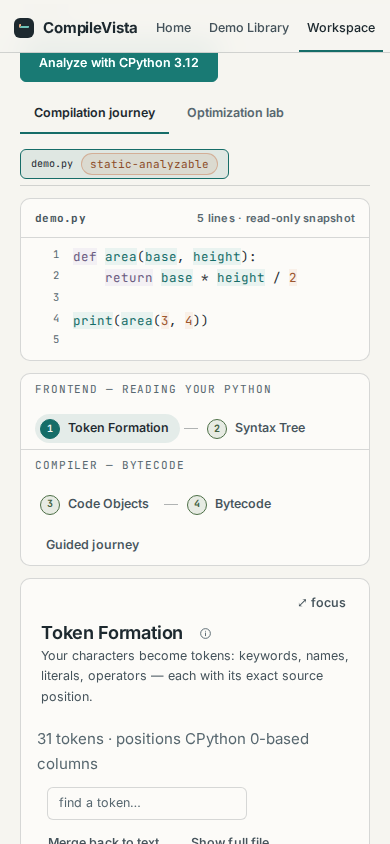 CompileVista Home Demo Library Workspace
Analyze with CPython 3.12
Compilation journey Optimization lab
demo.py static-analyzable
demo.py 5 lines · read-only snapshot
1 def area(base, height):
2 return base * height / 2
3
4 print(area(3, 4))
5
FRONTEND — READING YOUR PYTHON
1 Token Formation — 2 Syntax Tree
COMPILER — BYTECODE
3 Code Objects — 4 Bytecode
Guided journey
⤢ focus
Token Formation ⓘ
Your characters become tokens: keywords, names,
literals, operators — each with its exact source
position.
31 tokens · positions CPython 0-based
columns
find a token…
Merge back to text Show full file